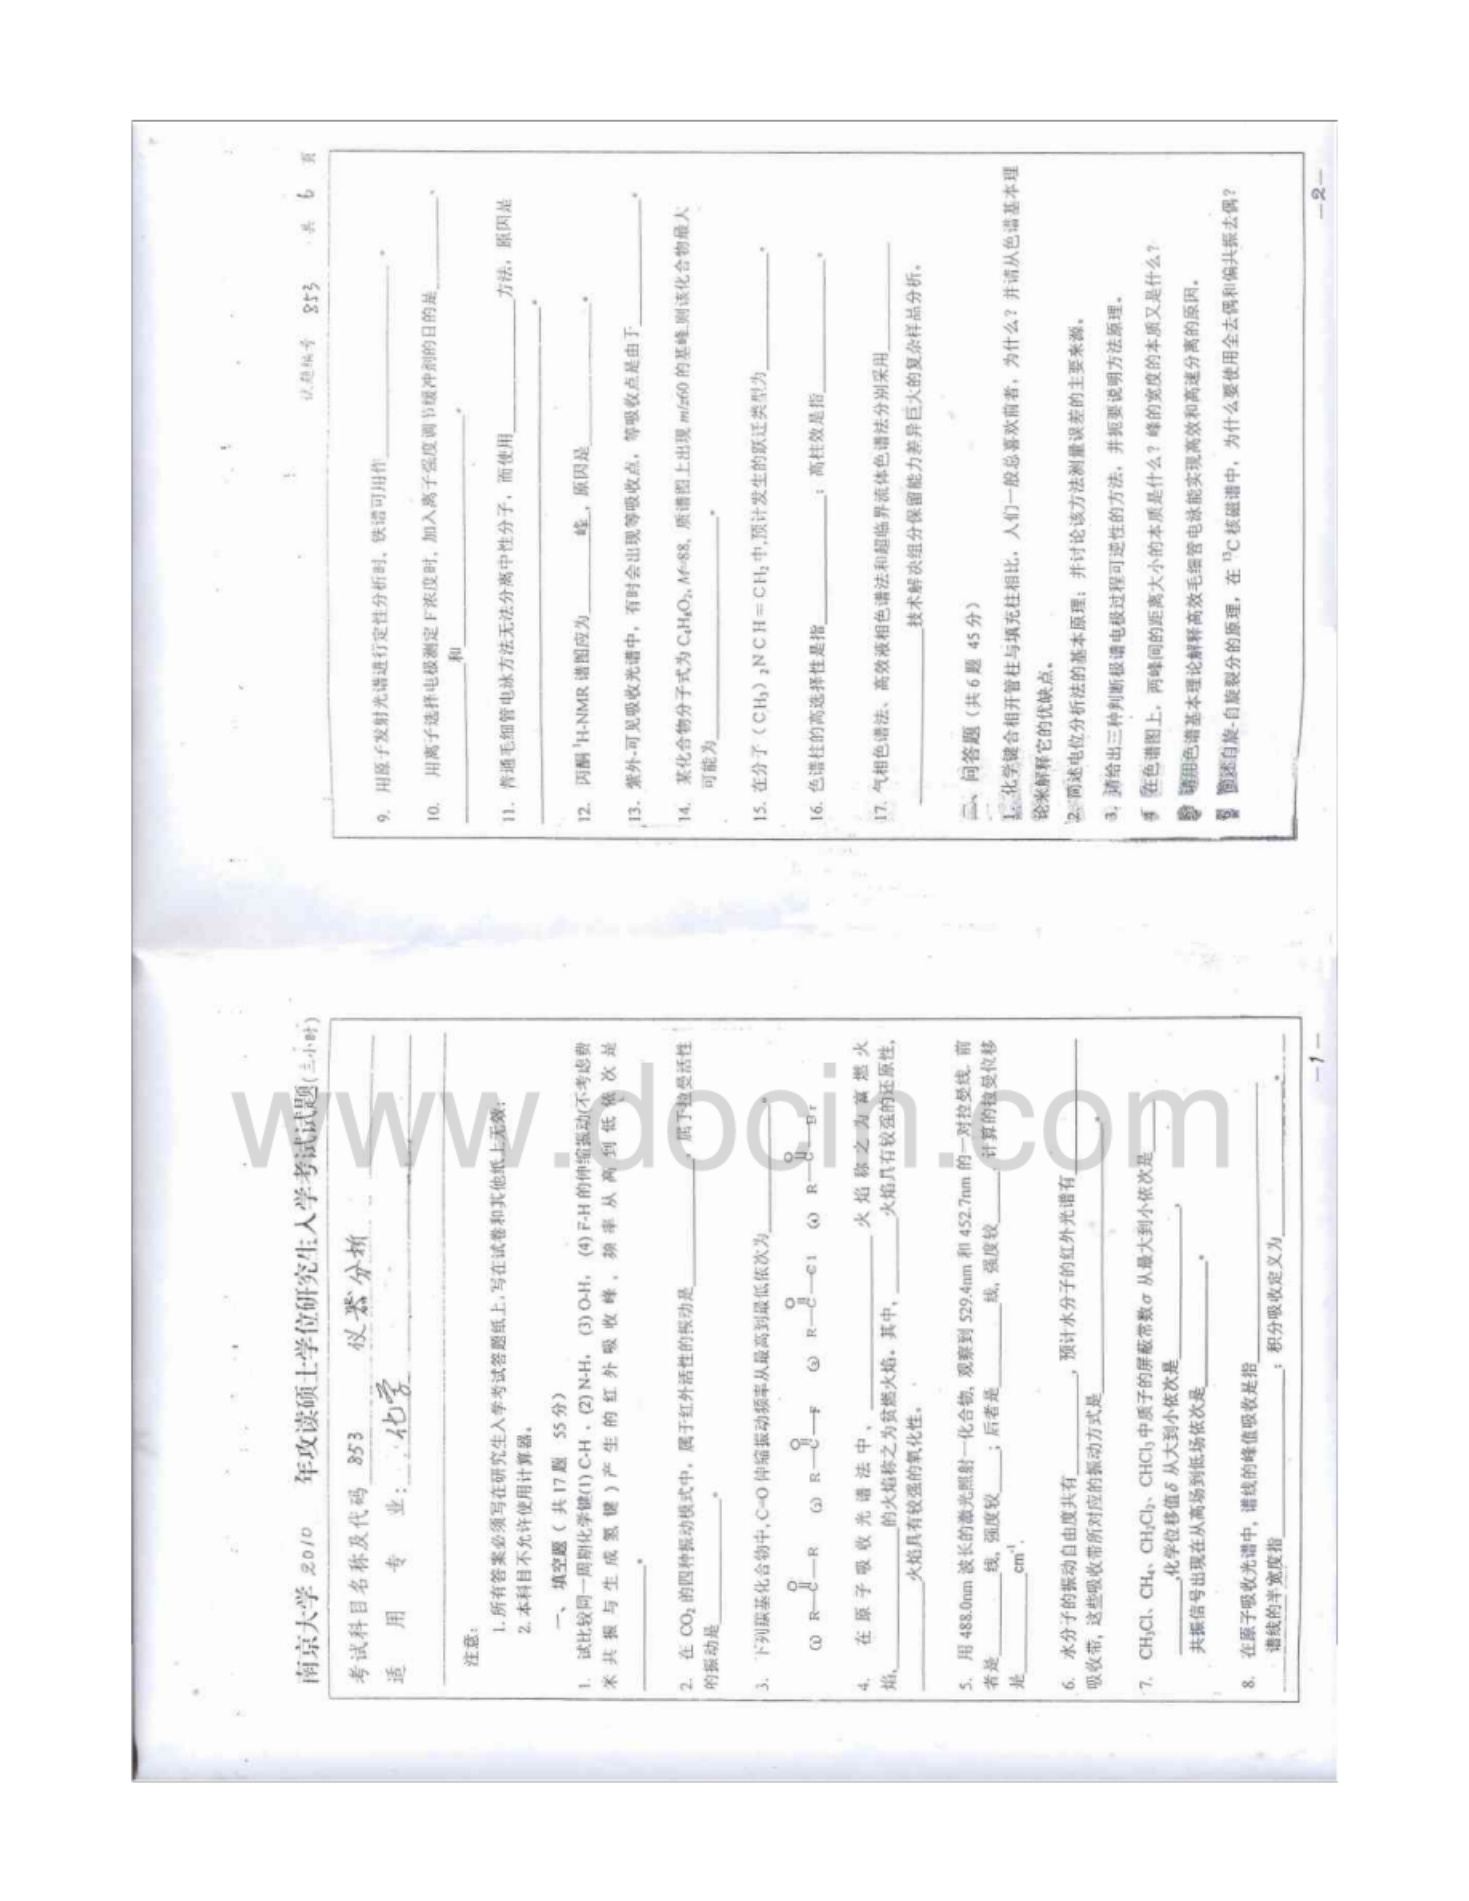 南京大学 2010 年攻读硕士学位研究生入学考试试题(三小时)
考试科目名称及代码 853 仪器分析
适 用 专 业: 化学
注意:
1.所有答案必须写在研究生入学考试答题纸上,写在试卷和其他纸上无效;
2.本科目不允许使用计算器。
一、填空题( 共17题 55分)
1. 试比较同一周期化学键(1) C-H , (2) N-H, (3) O-H, (4) F-H 的伸缩振动(不考虑费
米共振与生成氢键)产生的红外吸收峰,频率从高到低依次是
。
2. 在 CO₂ 的四种振动模式中,属于红外活性的振动是 , 属于拉曼活性
的振动是 。
3. 下列羰基化合物中,C=O 伸缩振动频率从最高到最低依次为 。
(1) R—C(=O)—R (2) R—C(=O)—F (3) R—C(=O)—Cl (4) R—C(=O)—Br
4. 在原子吸收光谱法中, 火焰称之为富燃火
焰, 的火焰称之为贫燃火焰。其中, 火焰具有较强的还原性,
火焰具有较强的氧化性。
5. 用 488.0nm 波长的激光照射一化合物, 观察到 529.4nm 和 452.7nm 的一对拉曼线. 前
者是 线, 强度较 ; 后者是 线, 强度较 . 计算的拉曼位移
是 cm⁻¹.
6. 水分子的振动自由度共有 , 预计水分子的红外光谱有
吸收带, 这些吸收带所对应的振动方式是 。
7. CH₃Cl、CH₄、CH₂Cl₂、CHCl₃ 中质子的屏蔽常数σ 从最大到小依次是
,化学位移值δ 从大到小依次是 ,
共振信号出现在从高场到低场依次是 。
8. 在原子吸收光谱中, 谱线的峰值吸收是指
谱线的半宽度指 ; 积分吸收定义为 。
—1—
试题编号 853 共 6 页
9. 用原子发射光谱进行定性分析时, 铁谱可用作 。
10. 用离子选择电极测定 F⁻浓度时, 加入离子强度调节缓冲剂的目的是 、
和 。
11. 普通毛细管电泳方法无法分离中性分子, 而使用 方法, 原因是
。
12. 丙酮 ¹H-NMR 谱图应为 峰 , 原因是 。
13. 紫外-可见吸收光谱中, 有时会出现等吸收点, 等吸收点是由于 。
14. 某化合物分子式为 C₄H₈O₂, M=88, 质谱图上出现 m/z60 的基峰.则该化合物最大
可能为 。
15. 在分子 (CH₃)₂NCH=CH₂ 中,预计发生的跃迁类型为 。
16. 色谱柱的高选择性是指 ; 高柱效是指 。
17. 气相色谱法、高效液相色谱法和超临界流体色谱法分别采用
技术解决组分保留能力差异巨大的复杂样品分析。
二、问答题 (共 6 题 45 分)
1. 化学键合相开管柱与填充柱相比, 人们一般总喜欢前者, 为什么? 并请从色谱基本理
论来解释它的优缺点。
2. 简述电位分析法的基本原理; 并讨论该方法测量误差的主要来源。
3. 请给出三种判断极谱电极过程可逆性的方法, 并扼要说明方法原理。
4 在色谱图上, 两峰间的距离大小的本质是什么? 峰的宽度的本质又是什么?
请用色谱基本理论解释高效毛细管电泳能实现高效和高速分离的原因。
简述自旋-自旋裂分的原理, 在 ¹³C 核磁谱中, 为什么要使用全去偶和偏共振去偶?
—2—
www.docin.com